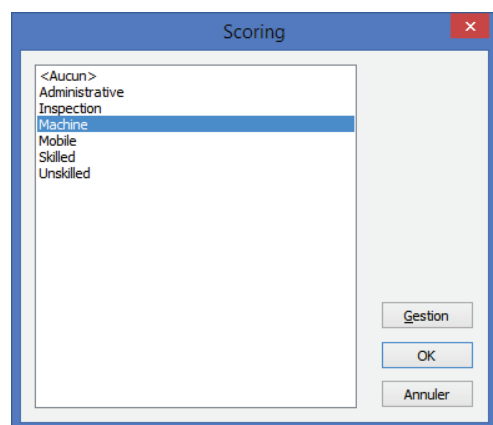 Scoring
<Aucun>
Administrative
Inspection
Machine
Mobile
Skilled
Unskilled
Gestion
OK
Annuler